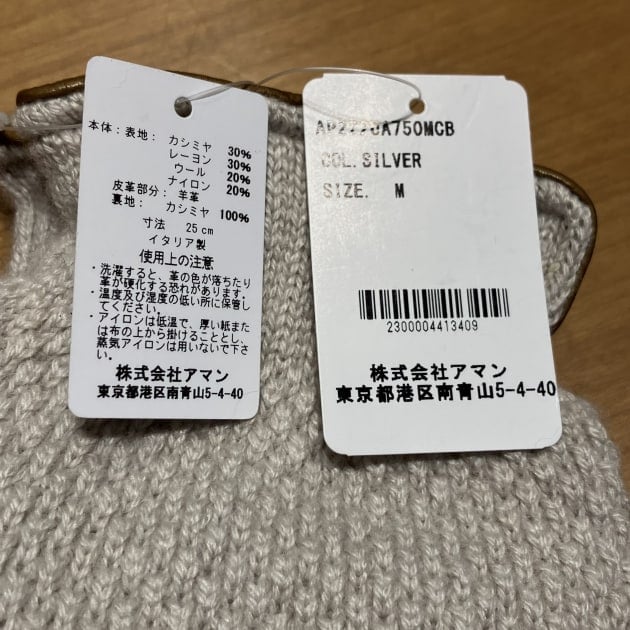 本体：表地： カシミヤ 30%
レーヨン 30%
ウール 20%
ナイロン 20%
皮革部分： 羊革
裏地： カシミヤ 100%
寸法 25cm
イタリア製
使用上の注意
・洗濯すると、革の色が落ちたり
革が硬化する恐れがあります。
・温度及び湿度の低い所に保管し
てください。
・アイロンは低温で、厚い紙また
は布の上から掛けることとし、
蒸気アイロンは用いないで下さ
い。
株式会社アマン
東京都港区南青山5-4-40
COL.SILVER
SIZE. M
2300004413409
株式会社アマン
東京都港区南青山5-4-40